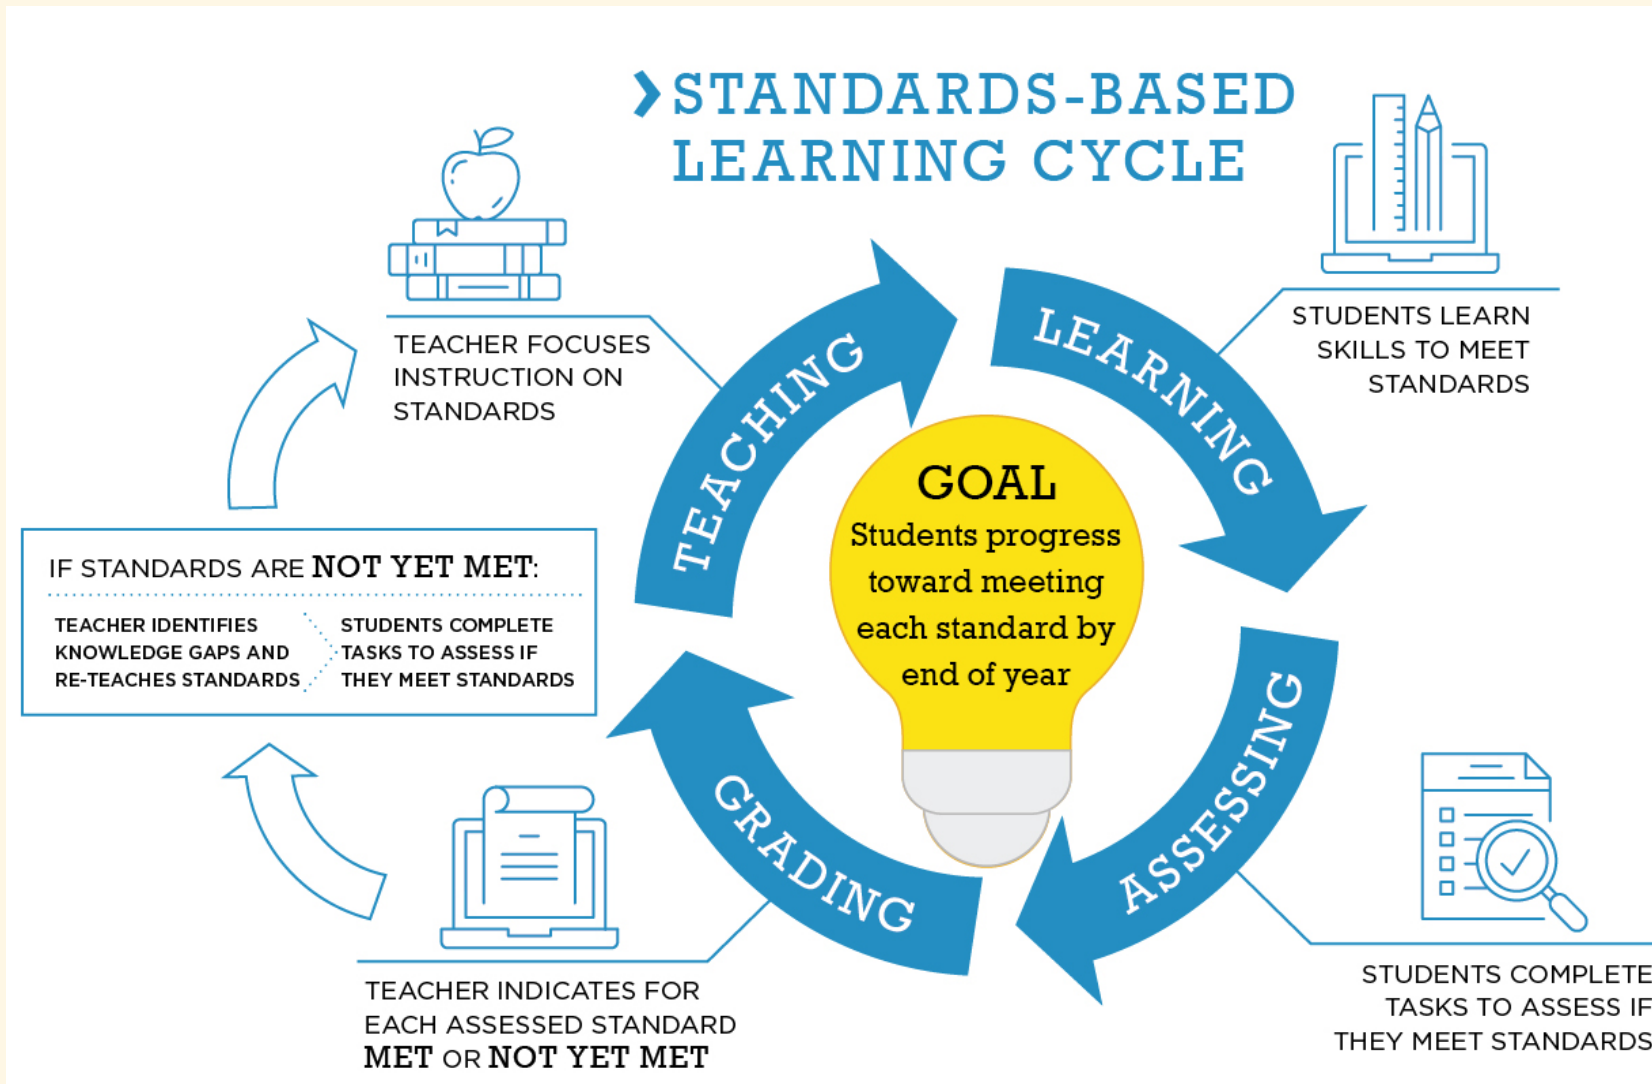 STANDARDS-BASED
LEARNING CYCLE
TEACHER FOCUSES
INSTRUCTION ON
STANDARDS
TEACHING
LEARNING
STUDENTS LEARN
SKILLS TO MEET
STANDARDS
GOAL
Students progress
toward meeting
each standard by
end of year
IF STANDARDS ARE NOT YET MET:
TEACHER IDENTIFIES
KNOWLEDGE GAPS AND
RE-TEACHES STANDARDS
STUDENTS COMPLETE
TASKS TO ASSESS IF
THEY MEET STANDARDS
GRADING
ASSESSING
TEACHER INDICATES FOR
EACH ASSESSED STANDARD
MET OR NOT YET MET
STUDENTS COMPLETE
TASKS TO ASSESS IF
THEY MEET STANDARDS